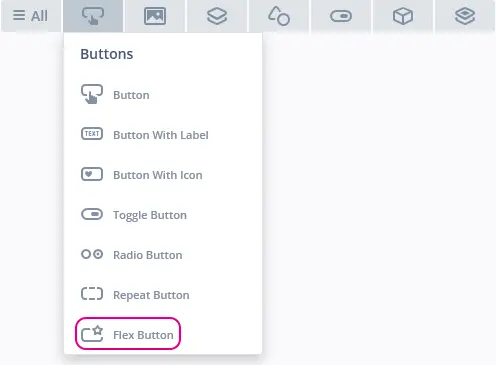 All
Buttons
Button
TEXT Button With Label
Button With Icon
Toggle Button
Radio Button
Repeat Button
Flex Button